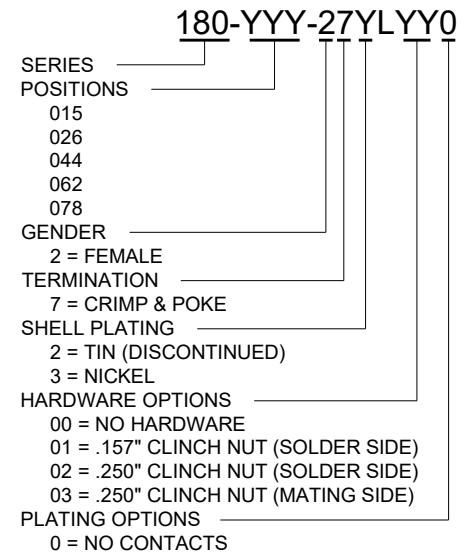 180-YYY-27YLYY0
SERIES
POSITIONS
015
026
044
062
078
GENDER
2 = FEMALE
TERMINATION
7 = CRIMP & POKE
SHELL PLATING
2 = TIN (DISCONTINUED)
3 = NICKEL
HARDWARE OPTIONS
00 = NO HARDWARE
01 = .157" CLINCH NUT (SOLDER SIDE)
02 = .250" CLINCH NUT (SOLDER SIDE)
03 = .250" CLINCH NUT (MATING SIDE)
PLATING OPTIONS
0 = NO CONTACTS